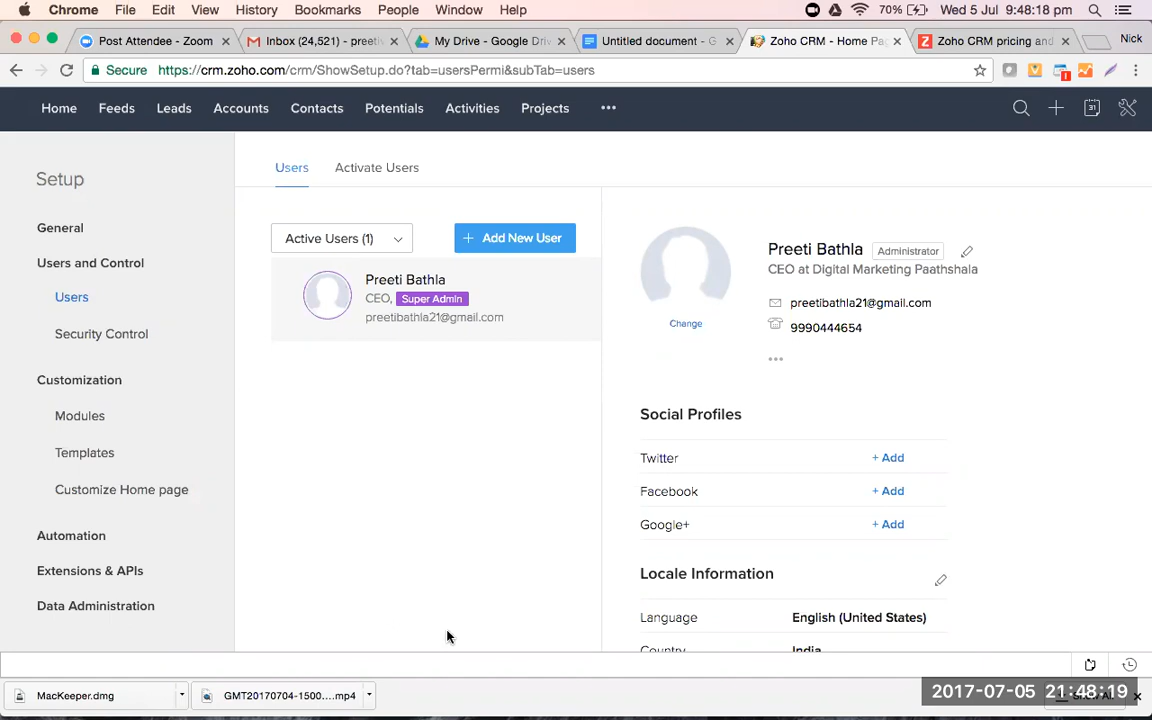 Chrome File Edit View History Bookmarks People Window Help 70% Wed 5 Jul 9:48:18 pm
Post Attendee - Zoom Inbox (24,521) - preetiv My Drive - Google Driv Untitled document - G Zoho CRM - Home Pag Zoho CRM pricing and Nick
Secure https://crm.zoho.com/crm/ShowSetup.do?tab=usersPermi&subTab=users
Home Feeds Leads Accounts Contacts Potentials Activities Projects ••• 31
Setup
General
Users and Control
Users
Security Control
Customization
Modules
Templates
Customize Home page
Automation
Extensions & APIs
Data Administration
Users Activate Users
Active Users (1) + Add New User
Preeti Bathla
CEO, Super Admin
preetibathla21@gmail.com
Change
Preeti Bathla Administrator
CEO at Digital Marketing Paathshala
preetibathla21@gmail.com
9990444654
Social Profiles
Twitter + Add
Facebook + Add
Google+ + Add
Locale Information
Language English (United States)
Country India
MacKeeper.dmg GMT20170704-1500....mp4
2017-07-05 21:48:19